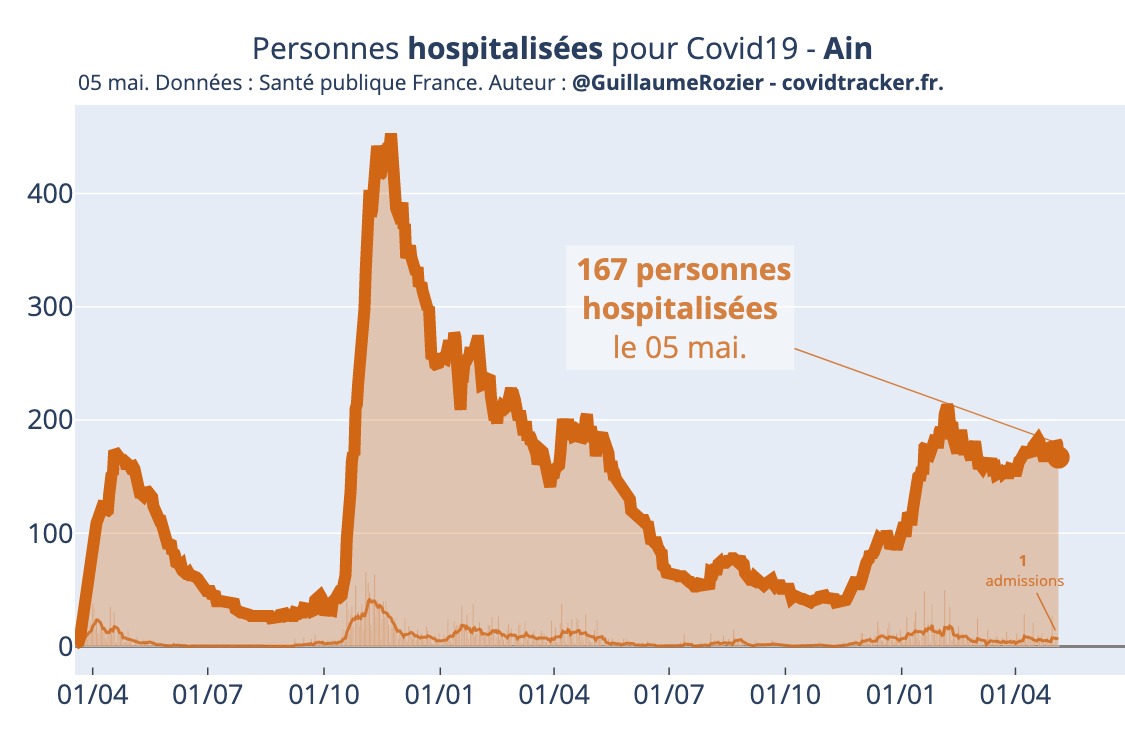 Personnes hospitalisées pour Covid19 - Ain
05 mai. Données : Santé publique France. Auteur : @GuillaumeRozier - covidtracker.fr.
400
300
200
100
0
167 personnes
hospitalisées
le 05 mai.
1
admissions
01/04
01/07
01/10
01/01
01/04
01/07
01/10
01/01
01/04